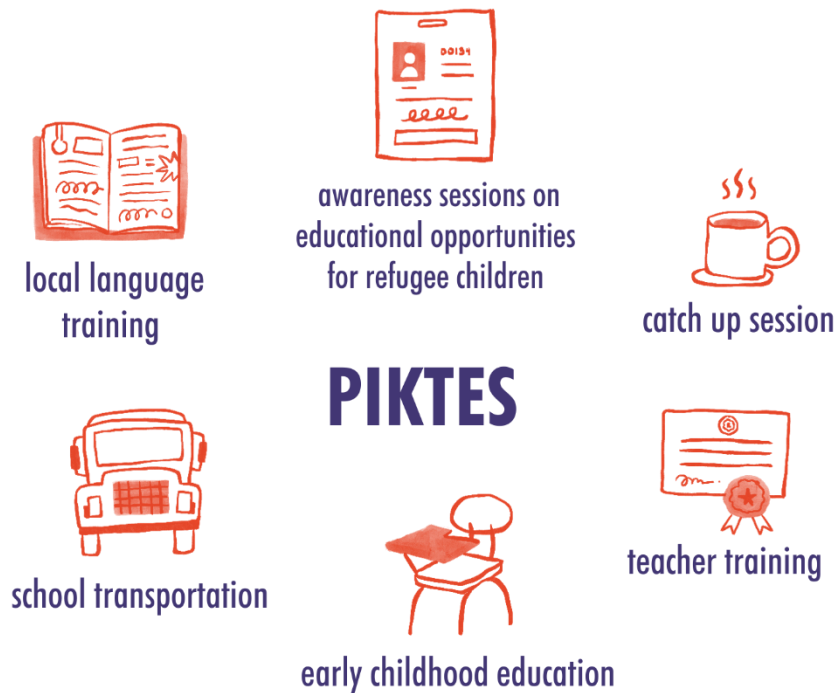 00134
awareness sessions on
educational opportunities
for refugee children
local language
training
catch up session
PIKTES
school transportation
teacher training
early childhood education